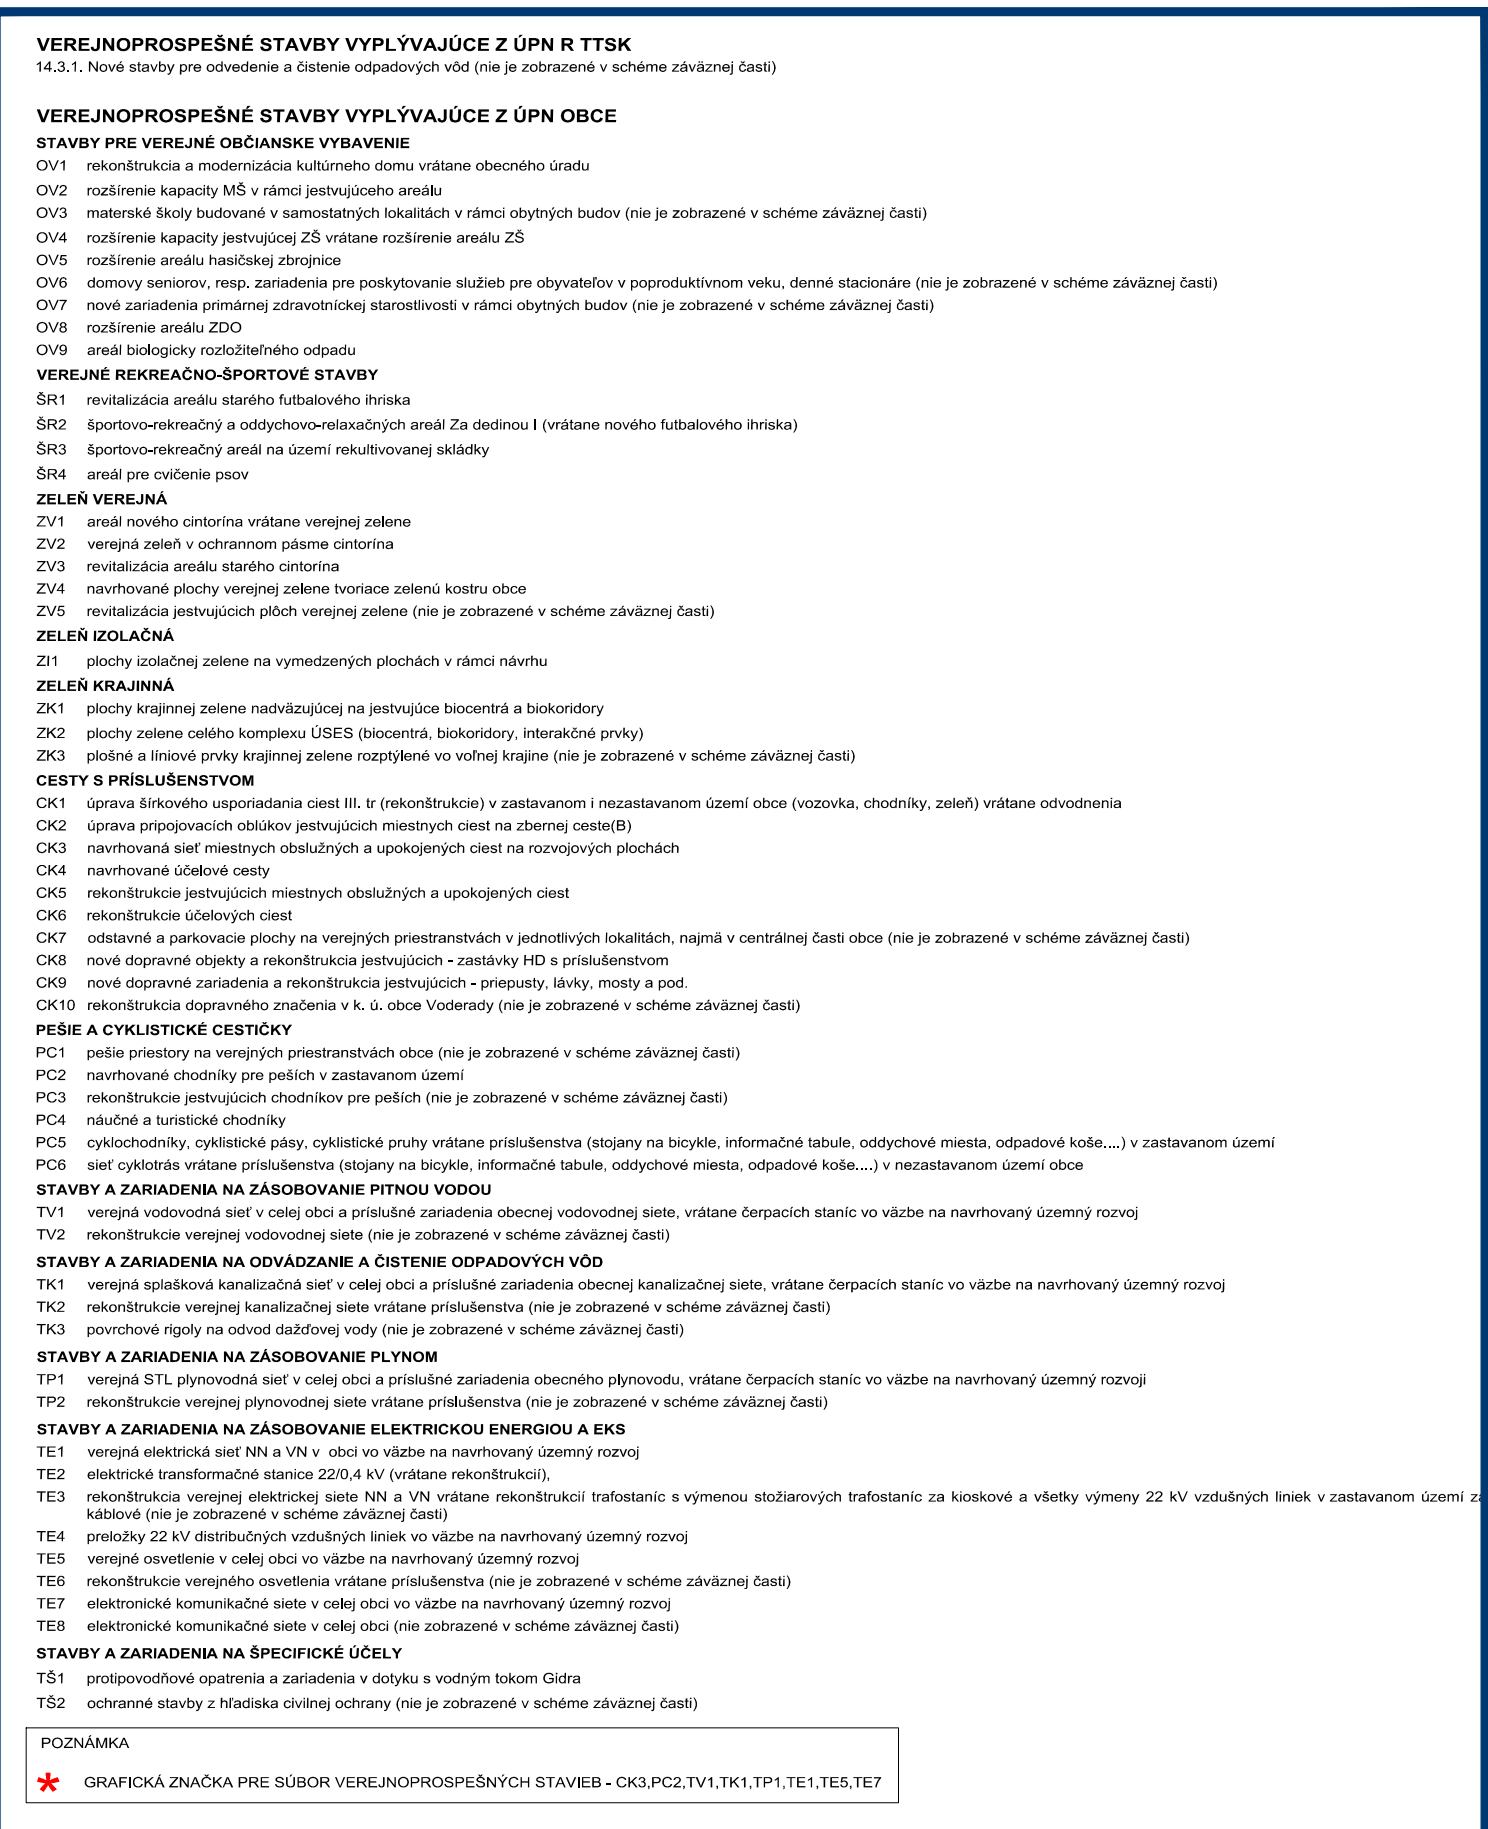 VEREJNOPROSPEŠNÉ STAVBY VYPLÝVAJÚCE Z ÚPN R TTSK
14.3.1. Nové stavby pre odvedenie a čistenie odpadových vôd (nie je zobrazené v schéme záväznej časti)
VEREJNOPROSPEŠNÉ STAVBY VYPLÝVAJÚCE Z ÚPN OBCE
STAVBY PRE VEREJNÉ OBČIANSKE VYBAVENIE
OV1 rekonštrukcia a modernizácia kultúrneho domu vrátane obecného úradu
OV2 rozšírenie kapacity MŠ v rámci jestvujúceho areálu
OV3 materské školy budované v samostatných lokalitách v rámci obytných budov (nie je zobrazené v schéme záväznej časti)
OV4 rozšírenie kapacity jestvujúcej ZŠ vrátane rozšírenie areálu ZŠ
OV5 rozšírenie areálu hasičskej zbrojnice
OV6 domovy seniorov, resp. zariadenia pre poskytovanie služieb pre obyvateľov v poproduktívnom veku, denné stacionáre (nie je zobrazené v schéme záväznej časti)
OV7 nové zariadenia primárnej zdravotníckej starostlivosti v rámci obytných budov (nie je zobrazené v schéme záväznej časti)
OV8 rozšírenie areálu ZDO
OV9 areál biologicky rozložiteľného odpadu
VEREJNÉ REKREAČNO-ŠPORTOVÉ STAVBY
ŠR1 revitalizácia areálu starého futbalového ihriska
ŠR2 športovo-rekreačný a oddychovo-relaxačných areál Za dedinou I (vrátane nového futbalového ihriska)
ŠR3 športovo-rekreačný areál na území rekultivovanej skládky
ŠR4 areál pre cvičenie psov
ZELEŇ VEREJNÁ
ZV1 areál nového cintorína vrátane verejnej zelene
ZV2 verejná zeleň v ochrannom pásme cintorína
ZV3 revitalizácia areálu starého cintorína
ZV4 navrhované plochy verejnej zelene tvoriace zelenú kostru obce
ZV5 revitalizácia jestvujúcich plôch verejnej zelene (nie je zobrazené v schéme záväznej časti)
ZELEŇ IZOLAČNÁ
ZI1 plochy izolačnej zelene na vymedzených plochách v rámci návrhu
ZELEŇ KRAJINNÁ
ZK1 plochy krajinnej zelene nadväzujúcej na jestvujúce biocentrá a biokoridory
ZK2 plochy zelene celého komplexu ÚSES (biocentrá, biokoridory, interakčné prvky)
ZK3 plošné a líniové prvky krajinnej zelene rozptýlené vo voľnej krajine (nie je zobrazené v schéme záväznej časti)
CESTY S PRÍSLUŠENSTVOM
CK1 úprava šírkového usporiadania ciest III. tr (rekonštrukcie) v zastavanom i nezastavanom území obce (vozovka, chodníky, zeleň) vrátane odvodnenia
CK2 úprava pripojovacích oblúkov jestvujúcich miestnych ciest na zbernej ceste(B)
CK3 navrhovaná sieť miestnych obslužných a upokojených ciest na rozvojových plochách
CK4 navrhované účelové cesty
CK5 rekonštrukcie jestvujúcich miestnych obslužných a upokojených ciest
CK6 rekonštrukcie účelových ciest
CK7 odstavné a parkovacie plochy na verejných priestranstvách v jednotlivých lokalitách, najmä v centrálnej časti obce (nie je zobrazené v schéme záväznej časti)
CK8 nové dopravné objekty a rekonštrukcia jestvujúcich - zastávky HD s príslušenstvom
CK9 nové dopravné zariadenia a rekonštrukcia jestvujúcich - priepusty, lávky, mosty a pod.
CK10 rekonštrukcia dopravného značenia v k. ú. obce Voderady (nie je zobrazené v schéme záväznej časti)
PEŠIE A CYKLISTICKÉ CESTIČKY
PC1 pešie priestory na verejných priestranstvách obce (nie je zobrazené v schéme záväznej časti)
PC2 navrhované chodníky pre peších v zastavanom území
PC3 rekonštrukcie jestvujúcich chodníkov pre peších (nie je zobrazené v schéme záväznej časti)
PC4 náučné a turistické chodníky
PC5 cyklochodníky, cyklistické pásy, cyklistické pruhy vrátane príslušenstva (stojany na bicykle, informačné tabule, oddychové miesta, odpadové koše....) v zastavanom území
PC6 sieť cyklotrás vrátane príslušenstva (stojany na bicykle, informačné tabule, oddychové miesta, odpadové koše....) v nezastavanom území obce
STAVBY A ZARIADENIA NA ZÁSOBOVANIE PITNOU VODOU
TV1 verejná vodovodná sieť v celej obci a príslušné zariadenia obecnej vodovodnej siete, vrátane čerpacích staníc vo väzbe na navrhovaný územný rozvoj
TV2 rekonštrukcie verejnej vodovodnej siete (nie je zobrazené v schéme záväznej časti)
STAVBY A ZARIADENIA NA ODVÁDZANIE A ČISTENIE ODPADOVÝCH VÔD
TK1 verejná splašková kanalizačná sieť v celej obci a príslušné zariadenia obecnej kanalizačnej siete, vrátane čerpacích staníc vo väzbe na navrhovaný územný rozvoj
TK2 rekonštrukcie verejnej kanalizačnej siete vrátane príslušenstva (nie je zobrazené v schéme záväznej časti)
TK3 povrchové rigoly na odvod dažďovej vody (nie je zobrazené v schéme záväznej časti)
STAVBY A ZARIADENIA NA ZÁSOBOVANIE PLYNOM
TP1 verejná STL plynovodná sieť v celej obci a príslušné zariadenia obecného plynovodu, vrátane čerpacích staníc vo väzbe na navrhovaný územný rozvoji
TP2 rekonštrukcie verejnej plynovodnej siete vrátane príslušenstva (nie je zobrazené v schéme záväznej časti)
STAVBY A ZARIADENIA NA ZÁSOBOVANIE ELEKTRICKOU ENERGIOU A EKS
TE1 verejná elektrická sieť NN a VN v obci vo väzbe na navrhovaný územný rozvoj
TE2 elektrické transformačné stanice 22/0,4 kV (vrátane rekonštrukcií),
TE3 rekonštrukcia verejnej elektrickej siete NN a VN vrátane rekonštrukcií trafostaníc s výmenou stožiarových trafostaníc za kioskové a všetky výmeny 22 kV vzdušných liniek v zastavanom území za
káblové (nie je zobrazené v schéme záväznej časti)
TE4 preložky 22 kV distribučných vzdušných liniek vo väzbe na navrhovaný územný rozvoj
TE5 verejné osvetlenie v celej obci vo väzbe na navrhovaný územný rozvoj
TE6 rekonštrukcie verejného osvetlenia vrátane príslušenstva (nie je zobrazené v schéme záväznej časti)
TE7 elektronické komunikačné siete v celej obci vo väzbe na navrhovaný územný rozvoj
TE8 elektronické komunikačné siete v celej obci (nie zobrazené v schéme záväznej časti)
STAVBY A ZARIADENIA NA ŠPECIFICKÉ ÚČELY
TŠ1 protipovodňové opatrenia a zariadenia v dotyku s vodným tokom Gidra
TŠ2 ochranné stavby z hľadiska civilnej ochrany (nie je zobrazené v schéme záväznej časti)
POZNÁMKA
* GRAFICKÁ ZNAČKA PRE SÚBOR VEREJNOPROSPEŠNÝCH STAVIEB - CK3,PC2,TV1,TK1,TP1,TE1,TE5,TE7